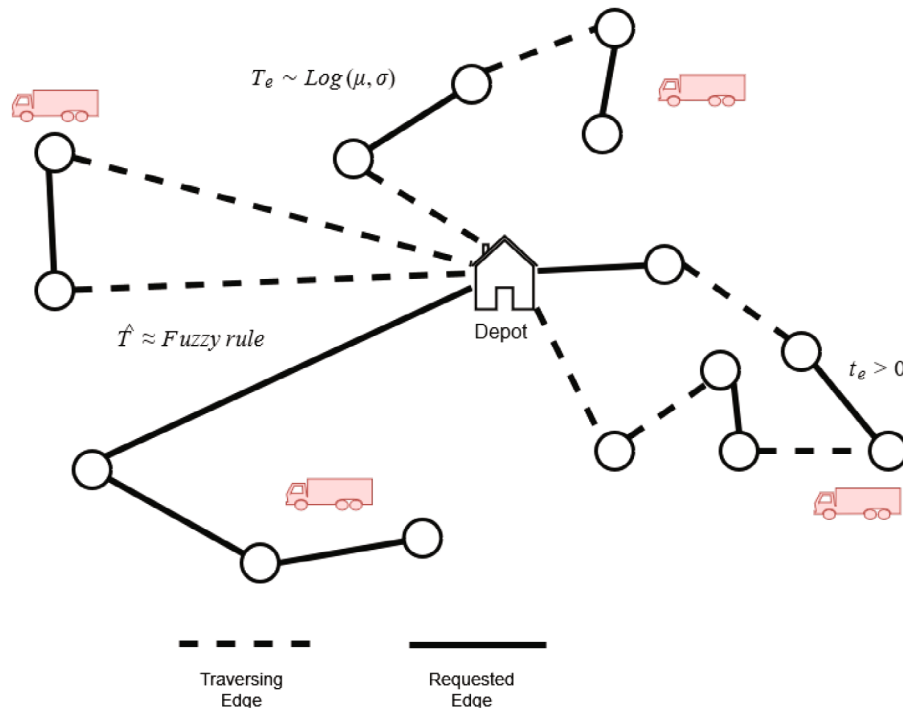 T_e ~ Log(μ, σ)
Depot
T̂ ≈ Fuzzy rule
t_e > 0
Traversing
Edge
Requested
Edge